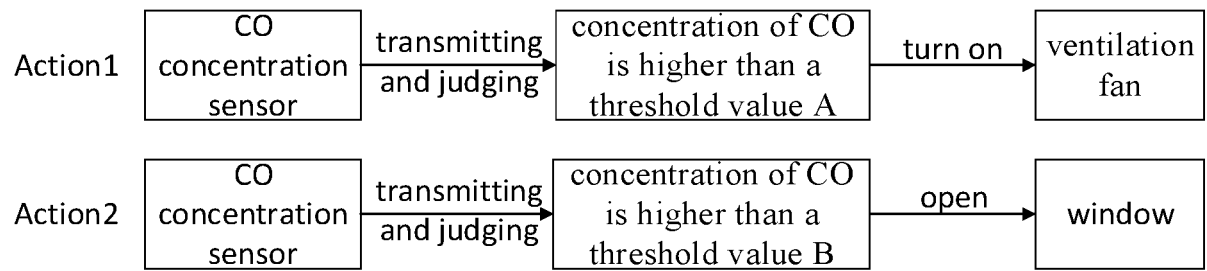 Action1
CO
concentration
sensor
transmitting
and judging
concentration of CO
is higher than a
threshold value A
turn on
ventilation
fan
Action2
CO
concentration
sensor
transmitting
and judging
concentration of CO
is higher than a
threshold value B
open
window